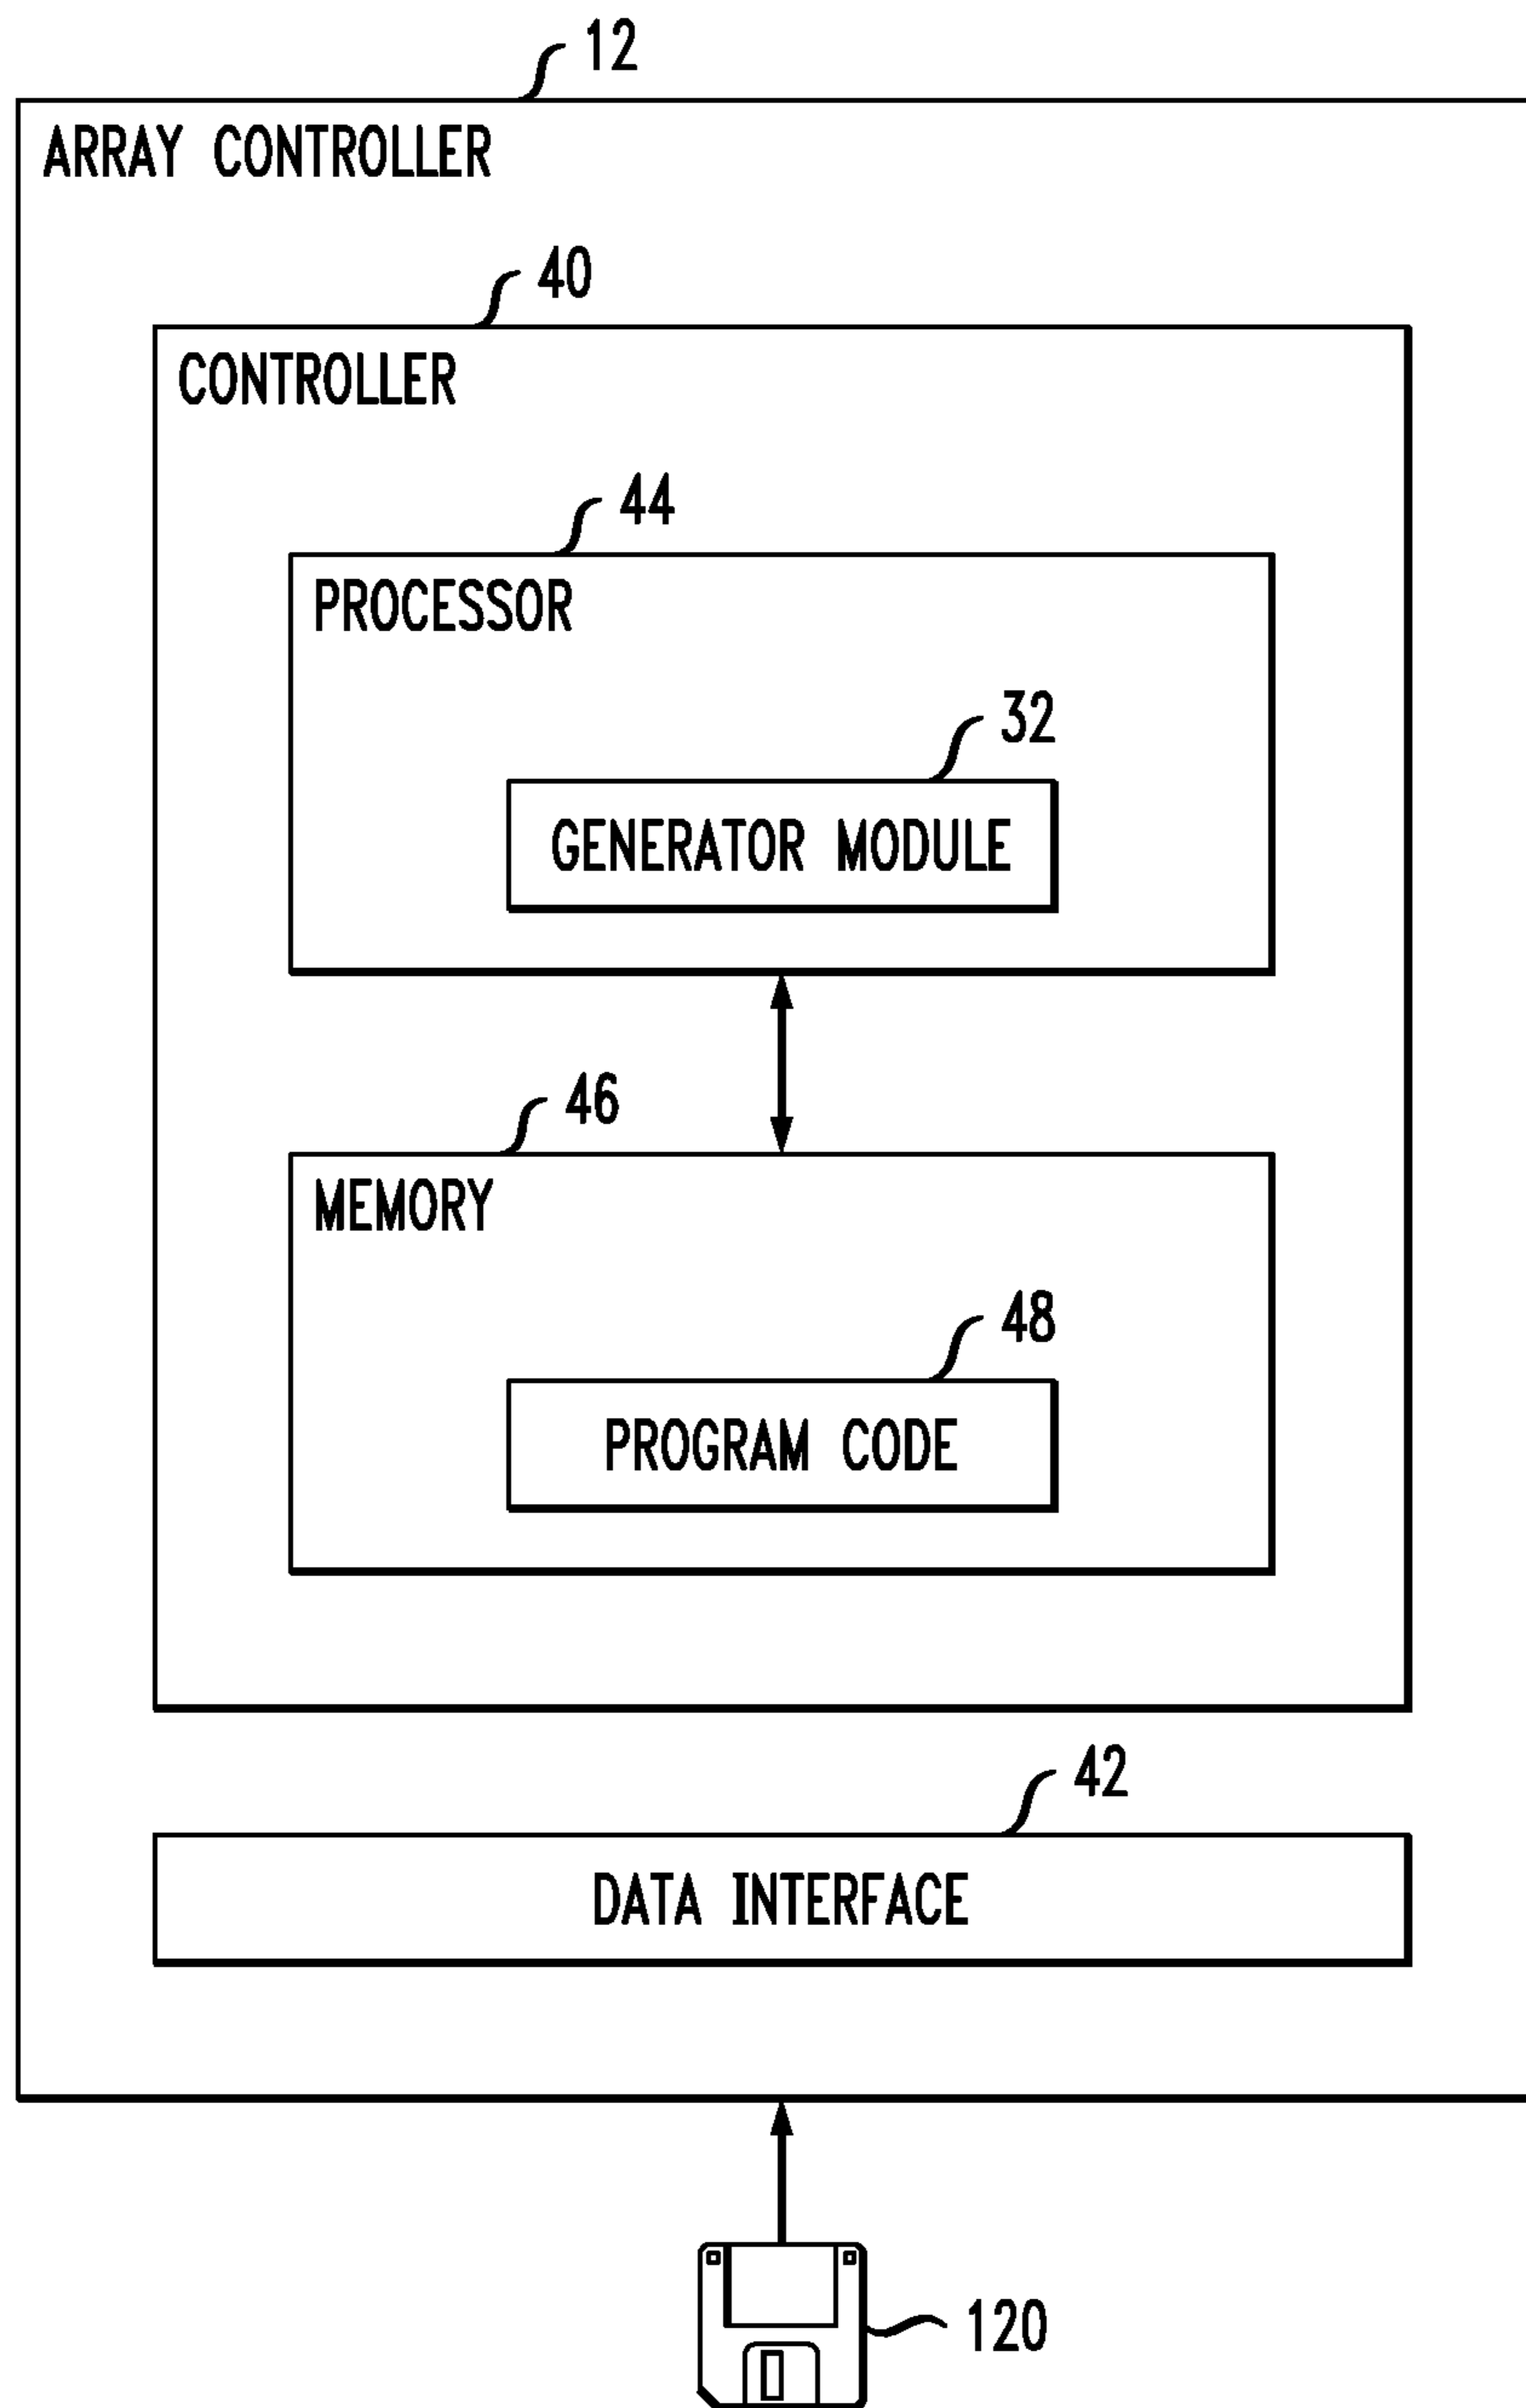 12
ARRAY CONTROLLER
40
CONTROLLER
44
PROCESSOR
32
GENERATOR MODULE
46
MEMORY
48
PROGRAM CODE
42
DATA INTERFACE
120